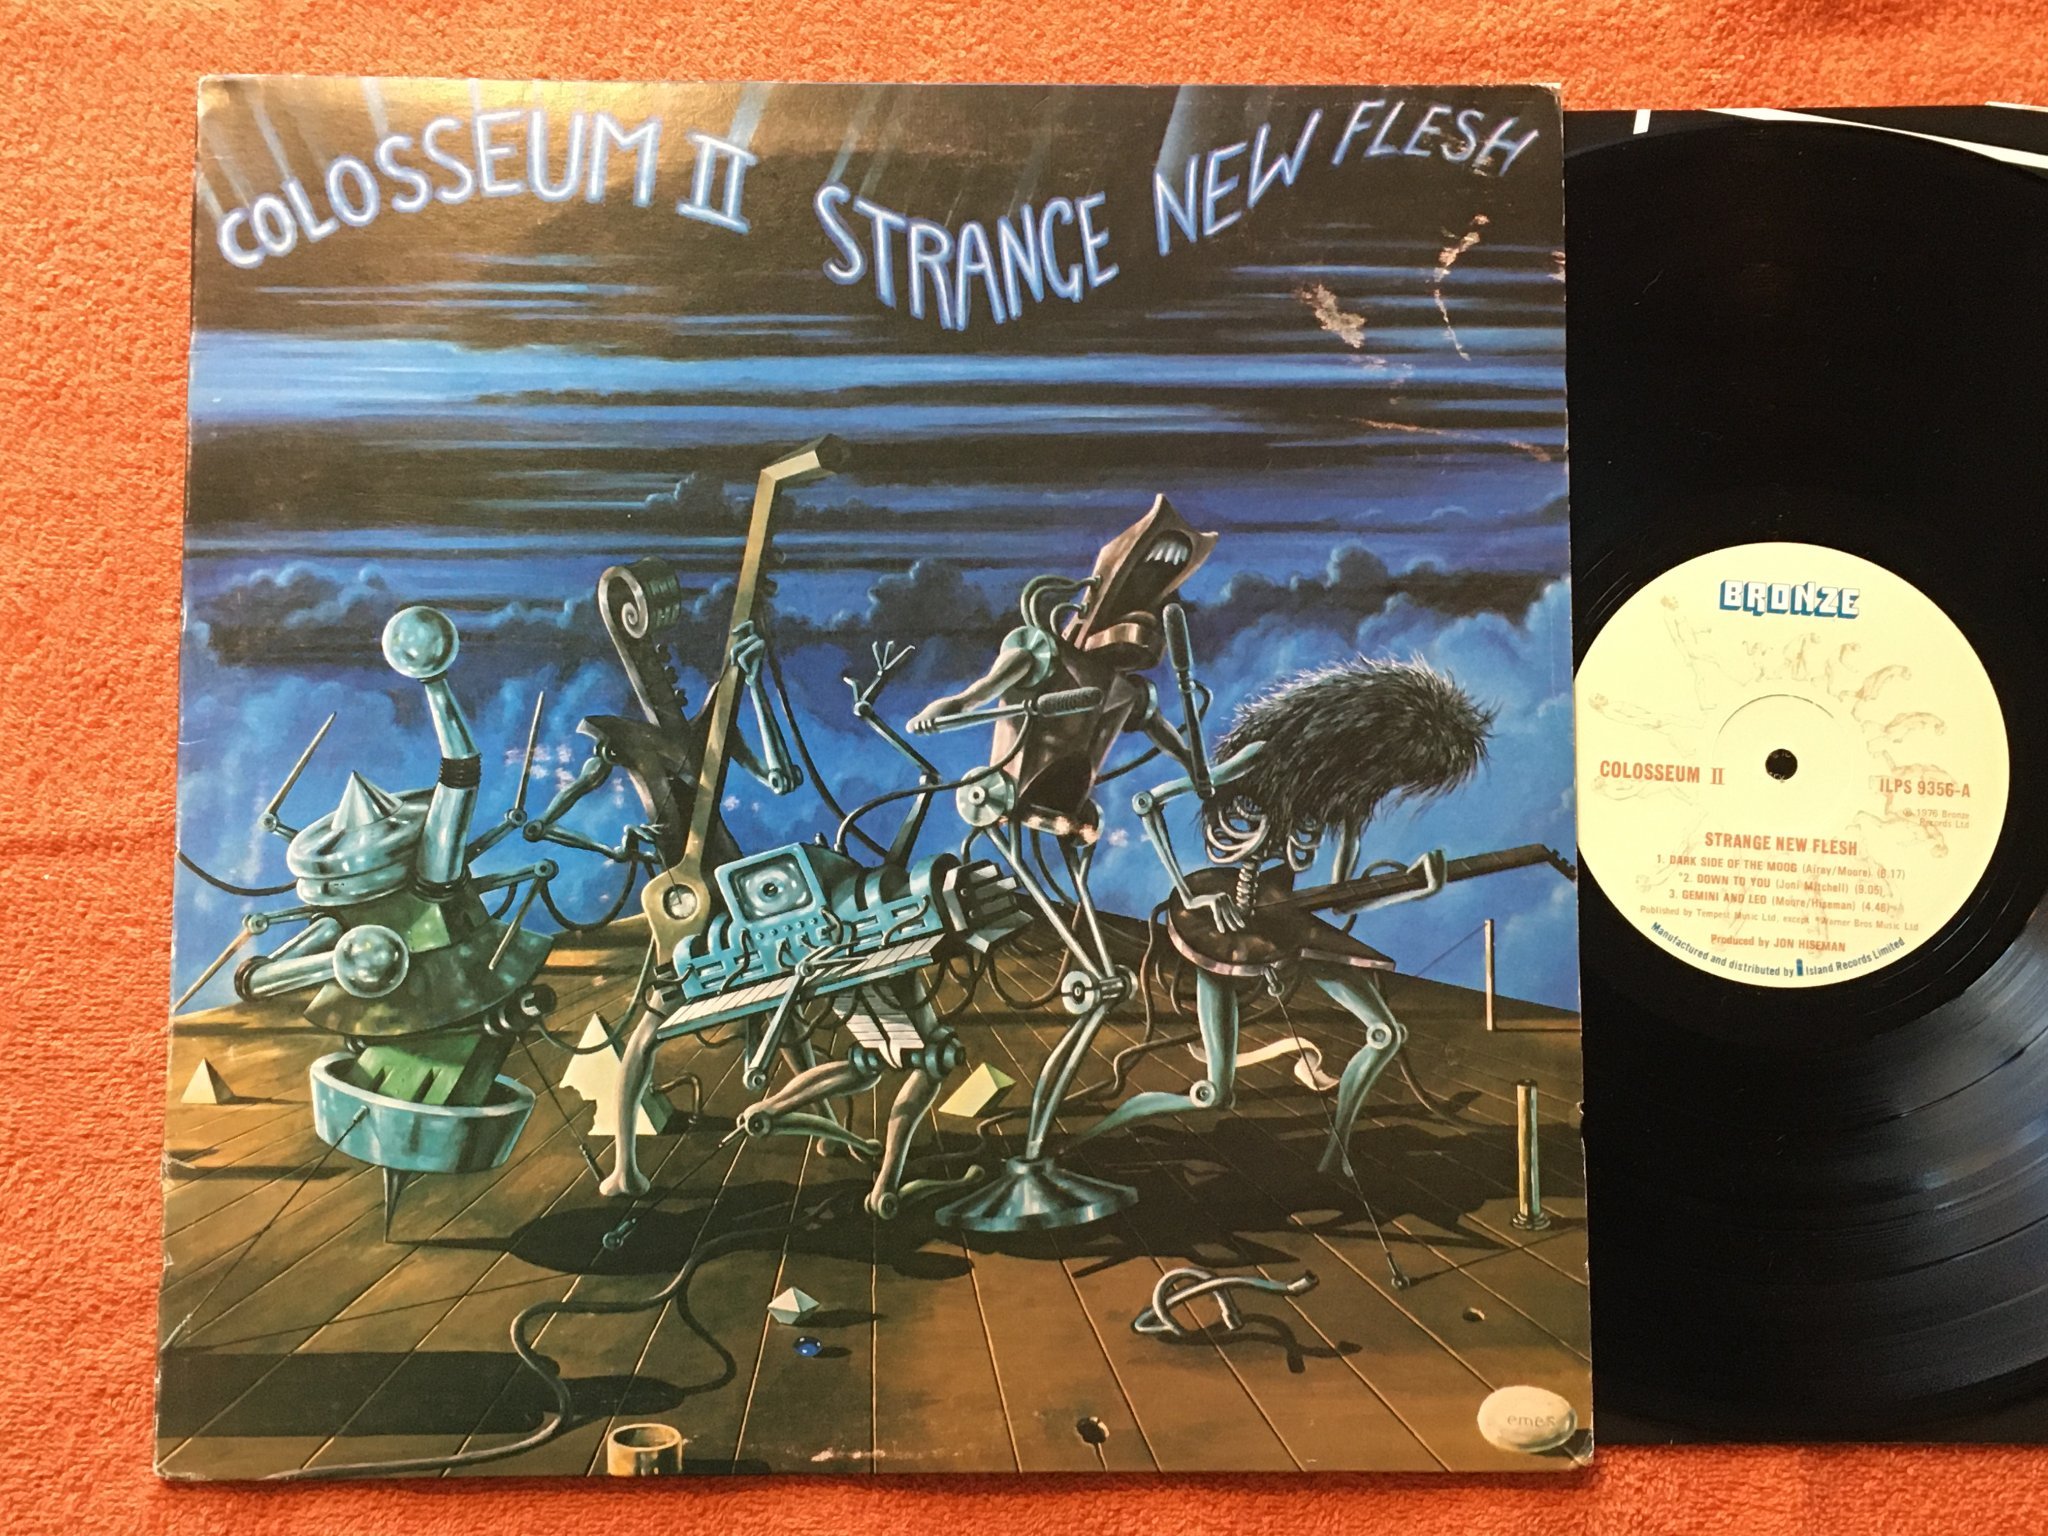 COLOSSEUM II STRANGE NEW FLESH
emes
BRONZE
COLOSSEUM II
ILPS 9356-A
℗ 1976 Bronze
Records Ltd
STRANGE NEW FLESH
1. DARK SIDE OF THE MOOG (Airey/Moore) (6.17)
*2. DOWN TO YOU (Joni Mitchell) (9.05)
3. GEMINI AND LEO (Moore/Hiseman) (4.48)
Published by Tempest Music Ltd, except *Warner Bros Music Ltd
Produced by JON HISEMAN
Manufactured and distributed by Island Records Limited